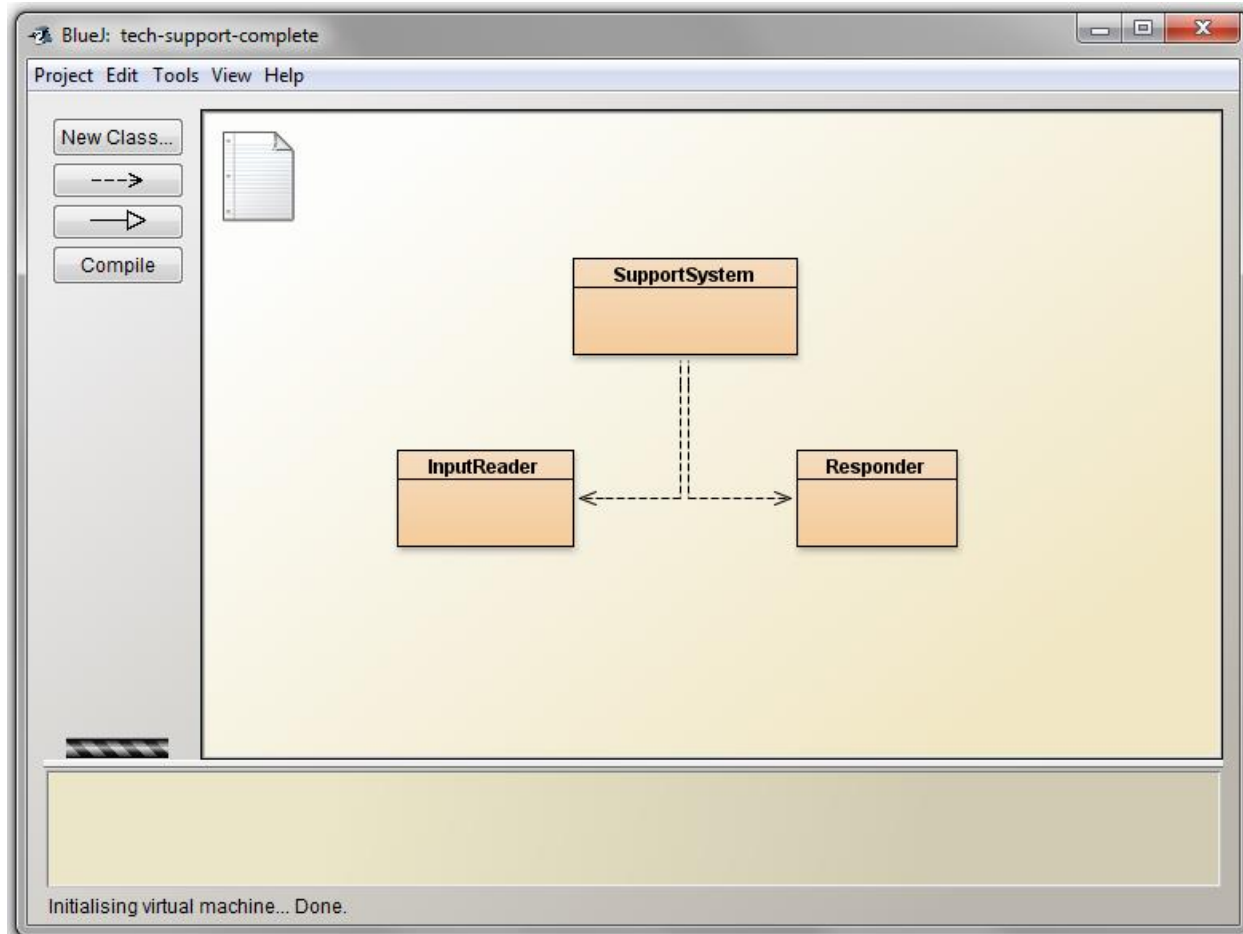 BlueJ: tech-support-complete
Project Edit Tools View Help
New Class...
Compile
SupportSystem
InputReader
Responder
Initialising virtual machine... Done.